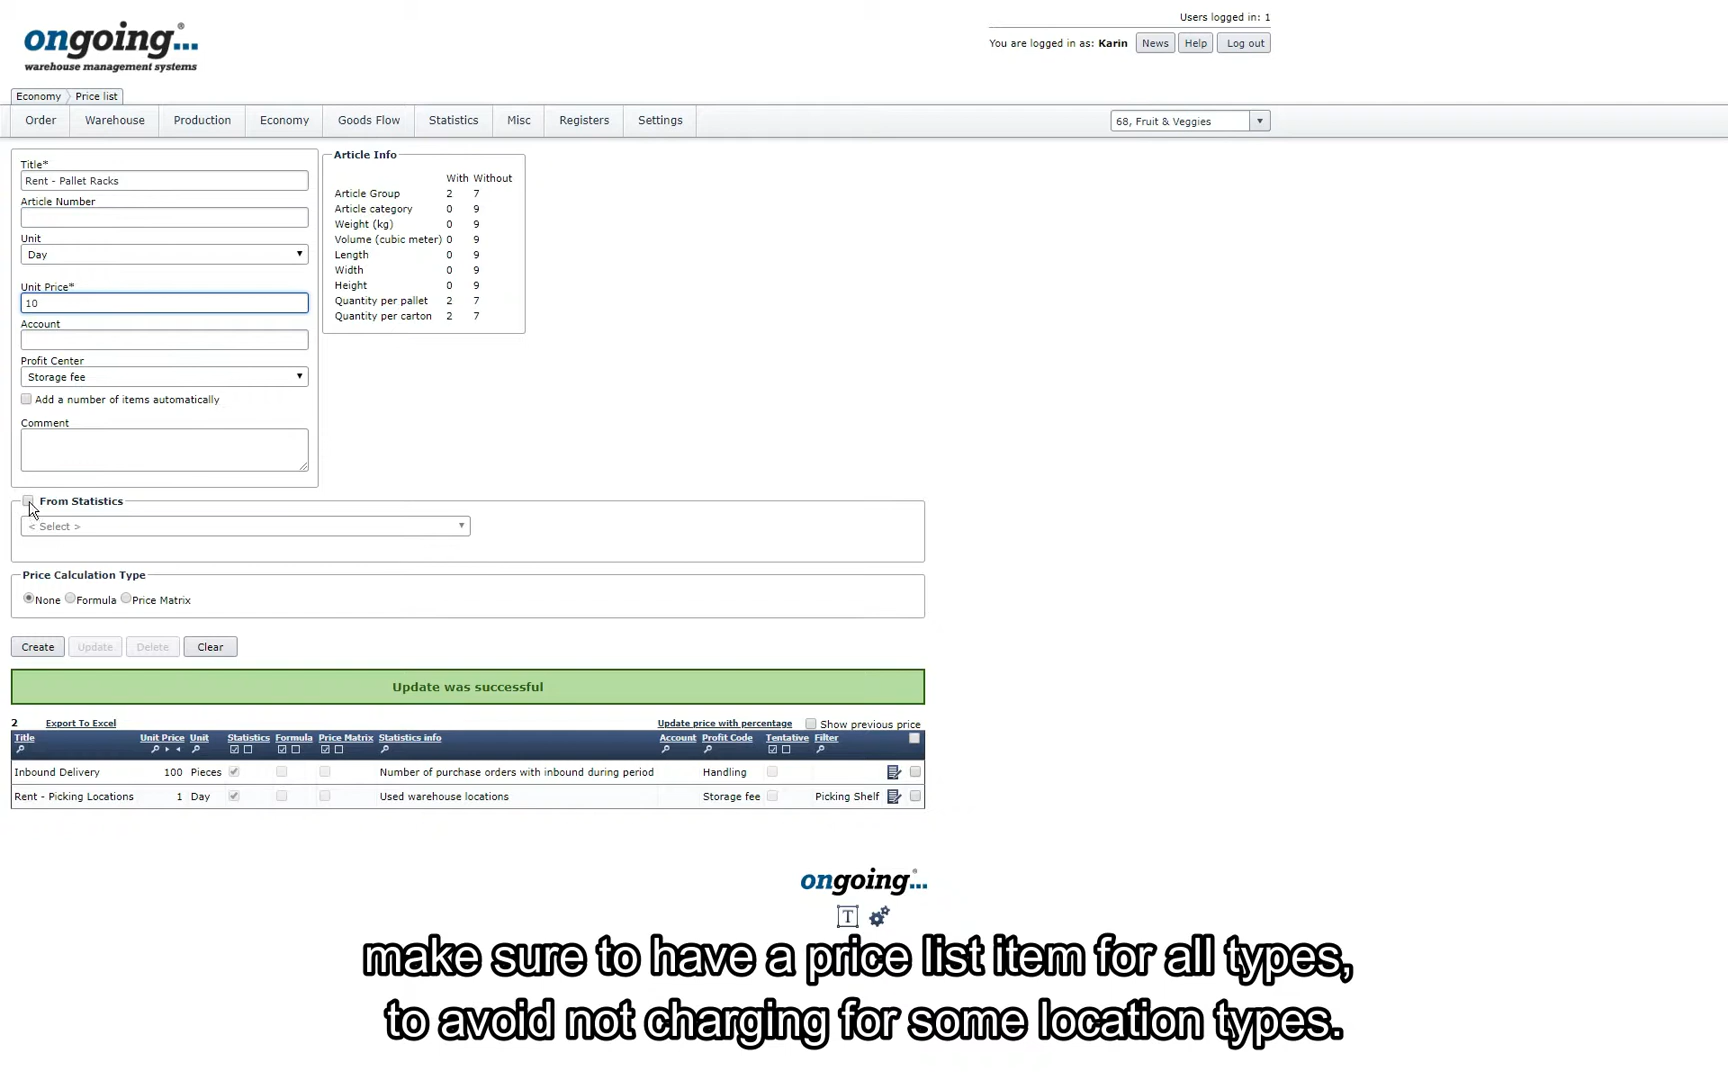 Users logged in: 1
ongoing...®
warehouse management systems
You are logged in as: Karin News Help Log out
Economy Price list
Order Warehouse Production Economy Goods Flow Statistics Misc Registers Settings 68, Fruit & Veggies
Title*
Rent - Pallet Racks
Article Number
Unit
Day
Unit Price*
10
Account
Profit Center
Storage fee
Add a number of items automatically
Comment
Article Info
With Without
Article Group 2 7
Article category 0 9
Weight (kg) 0 9
Volume (cubic meter) 0 9
Length 0 9
Width 0 9
Height 0 9
Quantity per pallet 2 7
Quantity per carton 2 7
From Statistics
< Select >
Price Calculation Type
None Formula Price Matrix
Create Update Delete Clear
Update was successful
2 Export To Excel Update price with percentage Show previous price
Title Unit Price Unit Statistics Formula Price Matrix Statistics info Account Profit Code Tentative Filter
Inbound Delivery 100 Pieces Number of purchase orders with inbound during period Handling
Rent - Picking Locations 1 Day Used warehouse locations Storage fee Picking Shelf
ongoing...®
T
make sure to have a price list item for all types,
to avoid not charging for some location types.